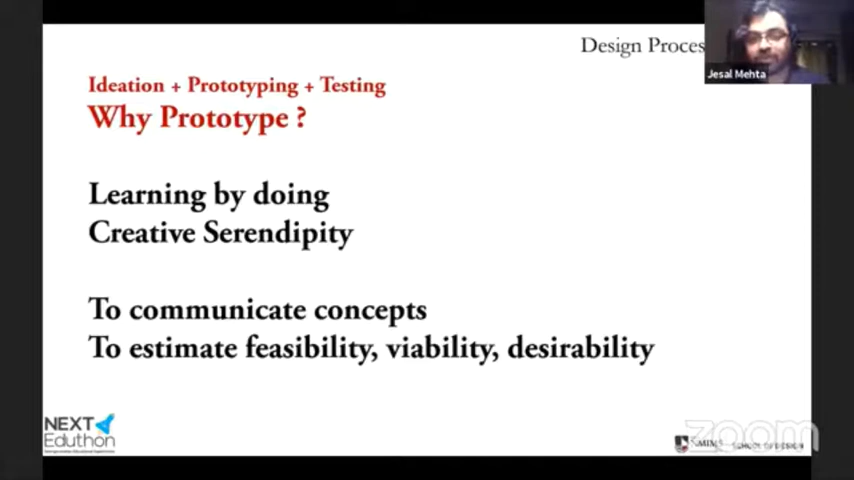 Design Proces
Jesal Mehta
Ideation + Prototyping + Testing
Why Prototype ?
Learning by doing
Creative Serendipity
To communicate concepts
To estimate feasibility, viability, desirability
NEXT
Eduthon
zoom
SCHOOL OF DESIGN